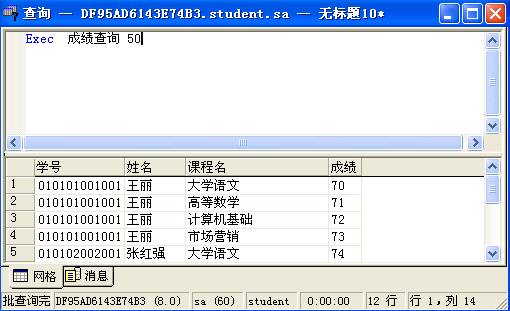 查询 — DF95AD6143E74B3.student.sa — 无标题10*
Exec 成绩查询 50
学号 姓名 课程名 成绩
1 010101001001 王丽 大学语文 70
2 010101001001 王丽 高等数学 71
3 010101001001 王丽 计算机基础 72
4 010101001001 王丽 市场营销 73
5 010102002001 张红强 大学语文 74
网格 消息
批查询完 DF95AD6143E74B3 (8.0) sa (60) student 0:00:00 12 行 行 1,列 14